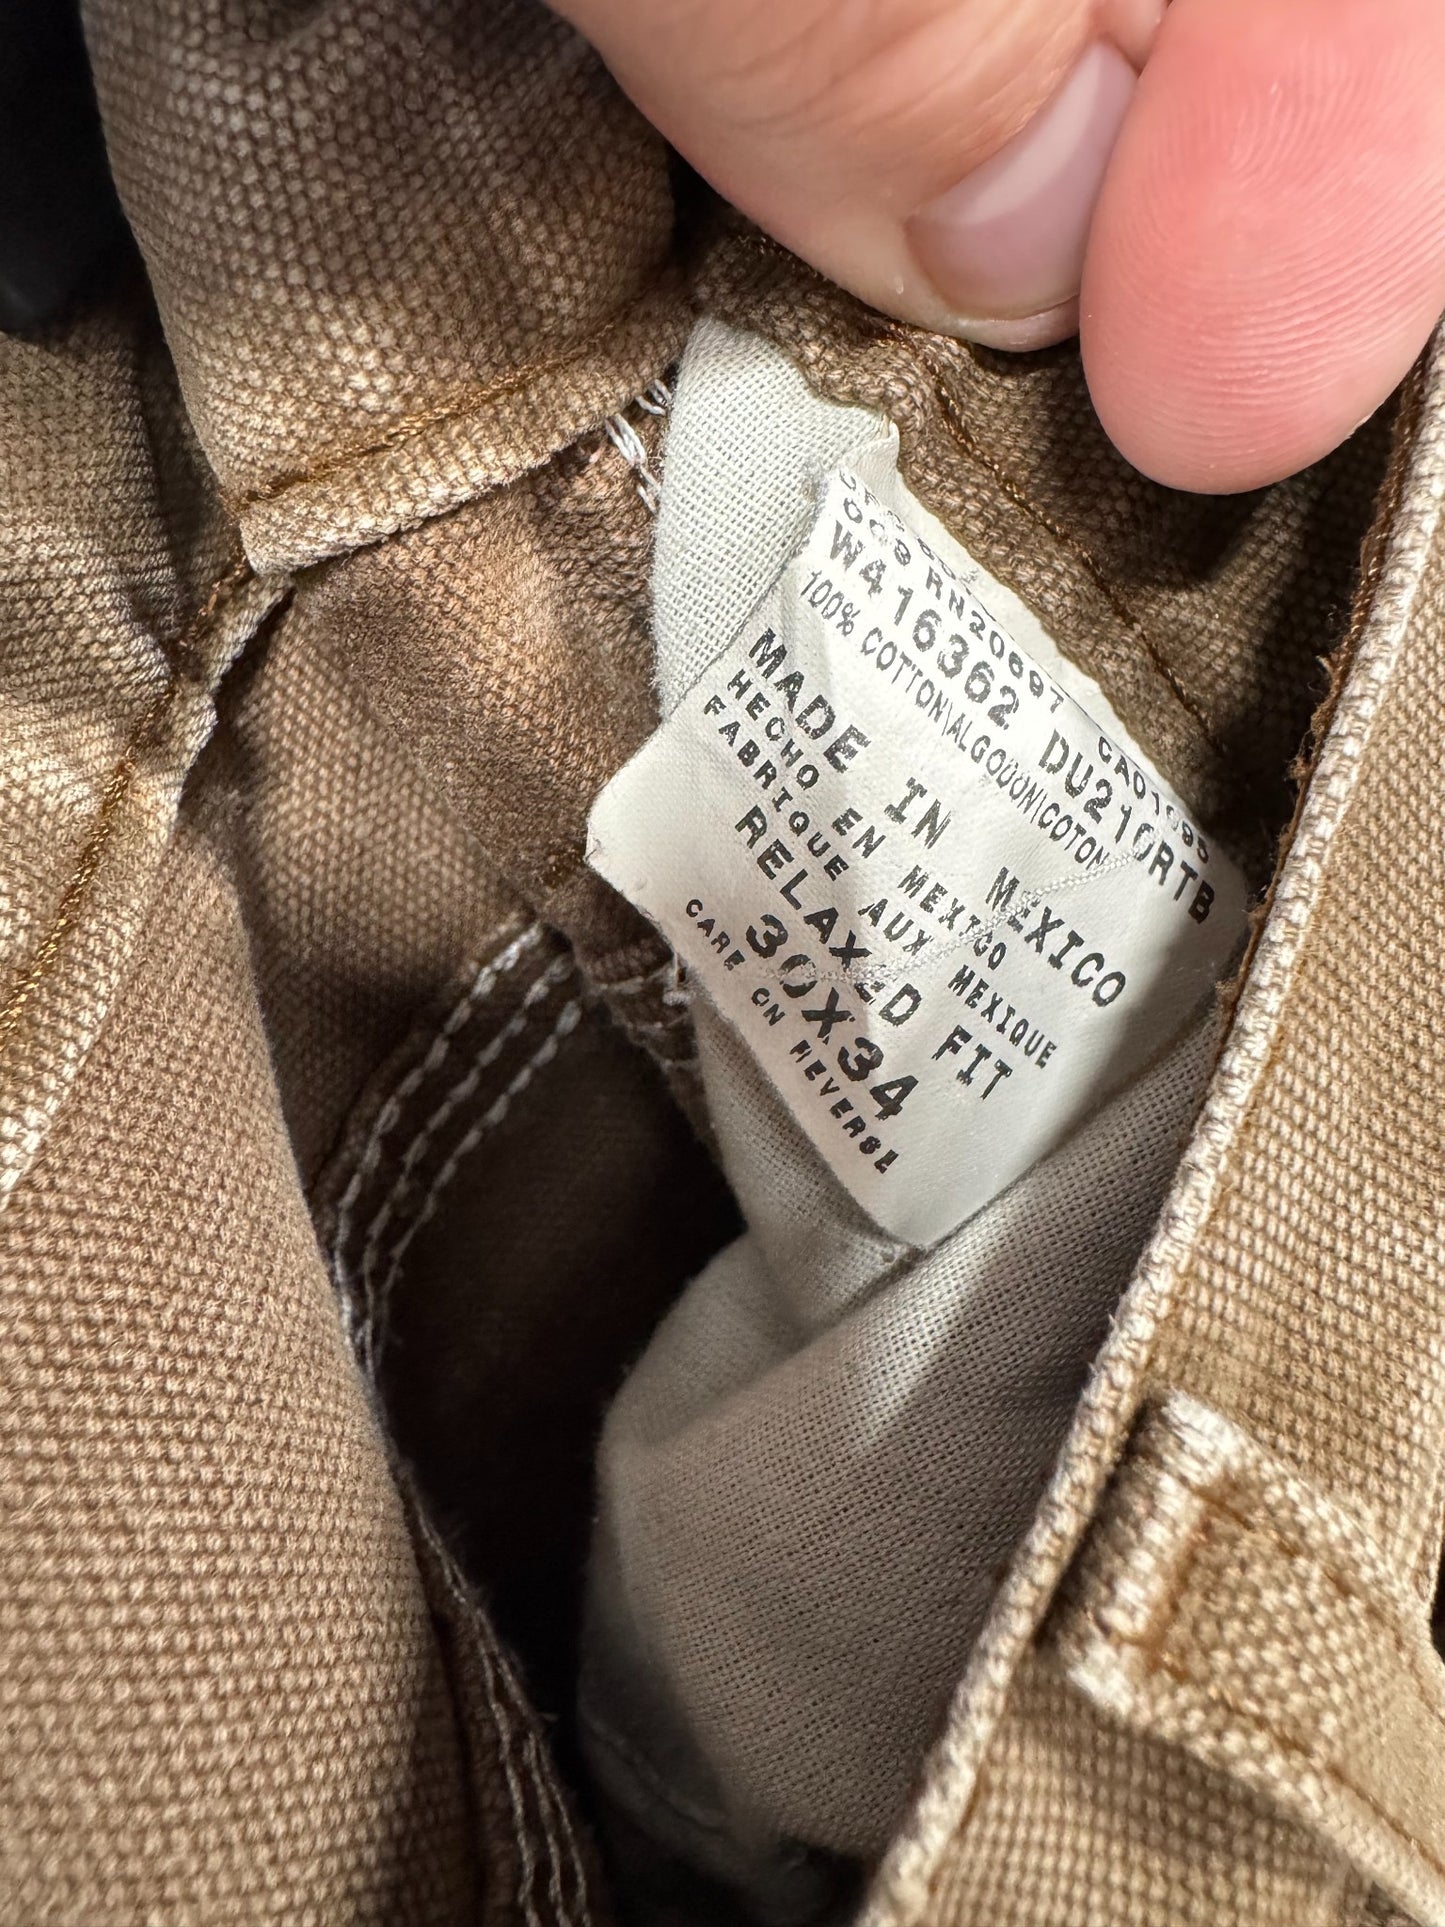 RN20697 CA01095
W416362 DU210RTB
100% COTTON\ALGODON\COTON
MADE IN MEXICO
HECHO EN MEXICO
FABRIQUE AUX MEXIQUE
RELAXED FIT
30X34
CARE ON REVERSE